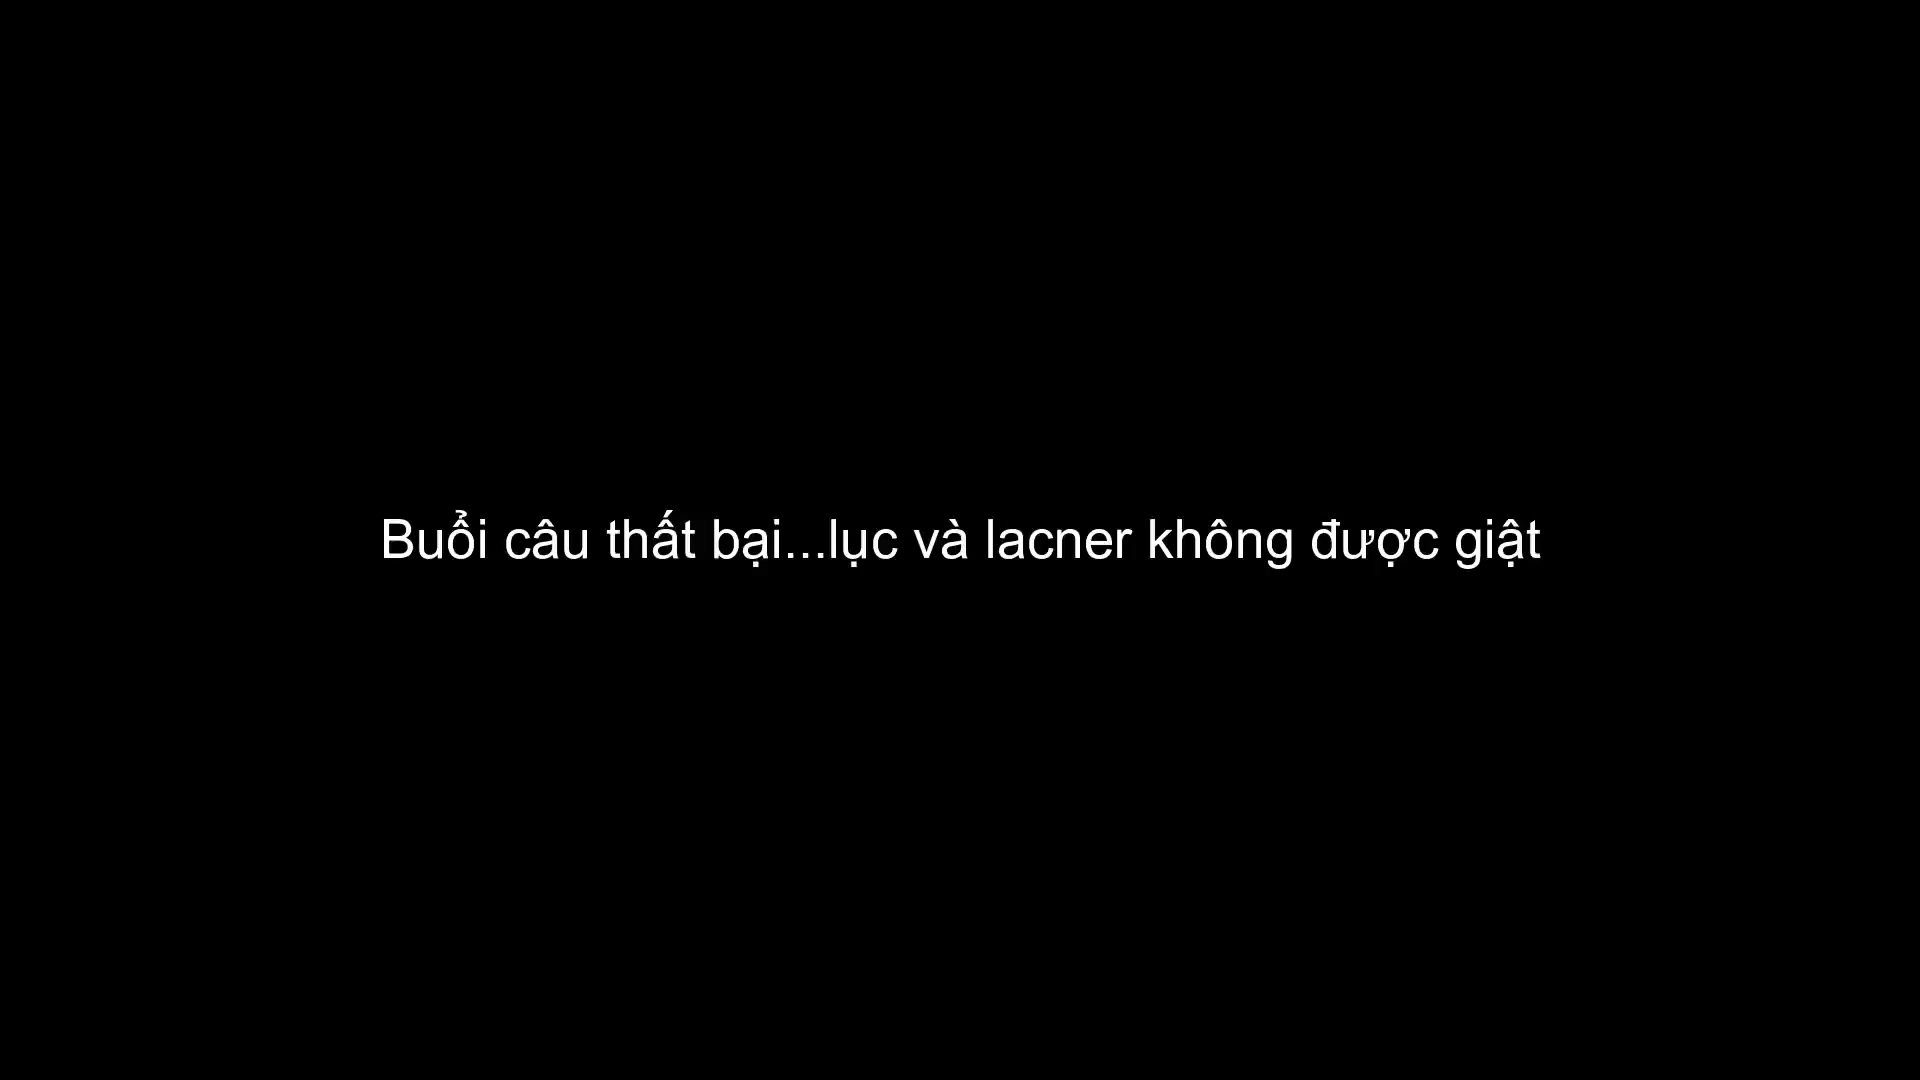 Buổi câu thất bại...lục và lacner không được giật